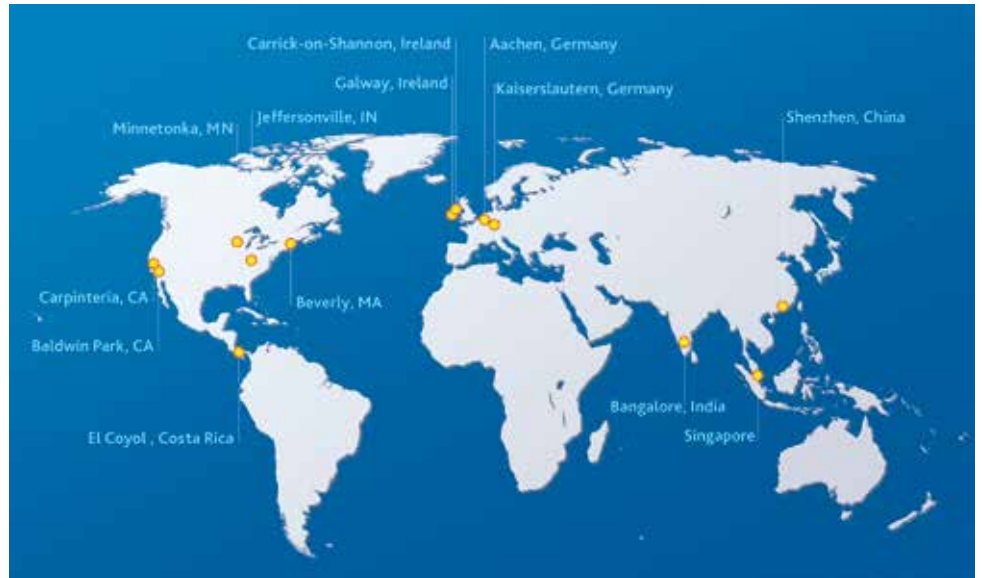 Carrick-on-Shannon, Ireland
Aachen, Germany
Galway, Ireland
Kaiserslautern, Germany
Minnetonka, MN
Jeffersonville, IN
Shenzhen, China
Carpinteria, CA
Beverly, MA
Baldwin Park, CA
Bangalore, India
El Coyol , Costa Rica
Singapore